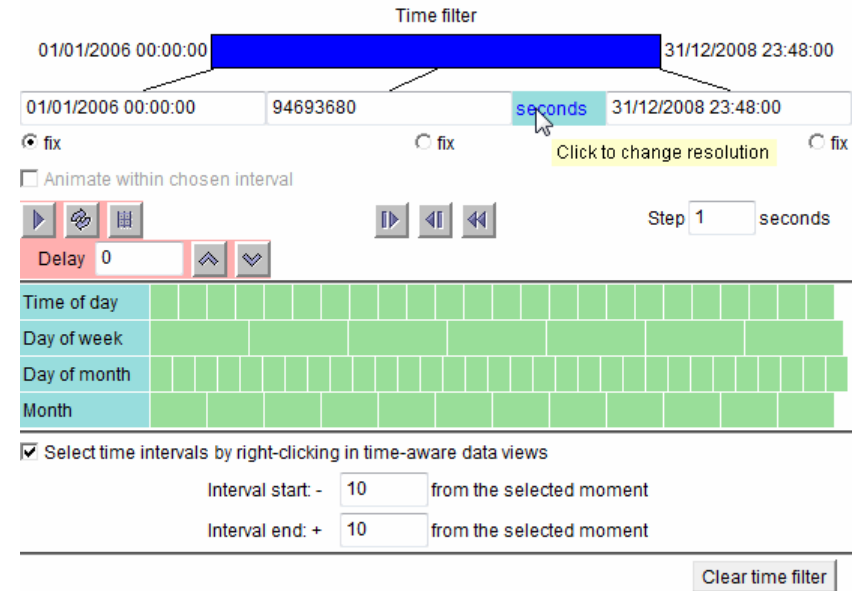 Time filter
01/01/2006 00:00:00 31/12/2008 23:48:00
01/01/2006 00:00:00 94693680 seconds 31/12/2008 23:48:00
fix fix Click to change resolution fix
Animate within chosen interval
Step 1 seconds
Delay 0
Time of day
Day of week
Day of month
Month
Select time intervals by right-clicking in time-aware data views
Interval start: - 10 from the selected moment
Interval end: + 10 from the selected moment
Clear time filter